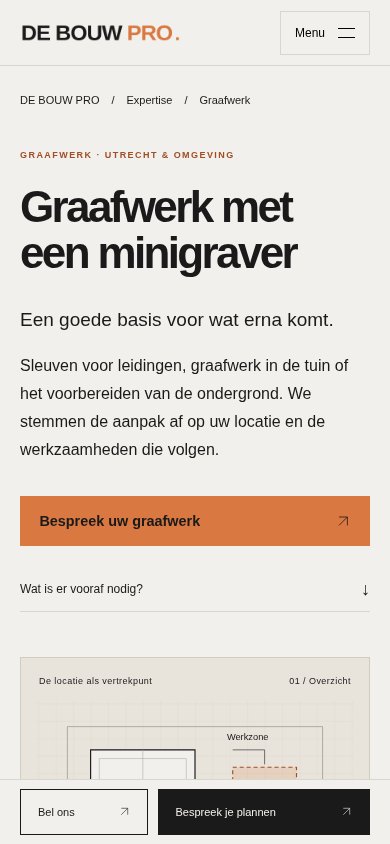 DE BOUW PRO.
Menu
DE BOUW PRO / Expertise / Graafwerk
GRAAFWERK · UTRECHT & OMGEVING
Graafwerk met
een minigraver
Een goede basis voor wat erna komt.
Sleuven voor leidingen, graafwerk in de tuin of
het voorbereiden van de ondergrond. We
stemmen de aanpak af op uw locatie en de
werkzaamheden die volgen.
Bespreek uw graafwerk
Wat is er vooraf nodig?
De locatie als vertrekpunt
01 / Overzicht
Werkzone
Bel ons
Bespreek je plannen